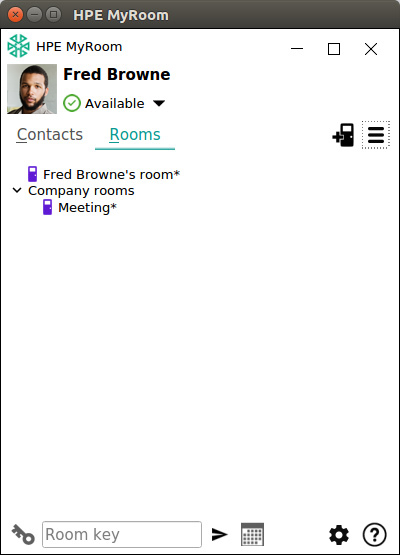 HPE MyRoom
HPE MyRoom
Fred Browne
Available
Contacts Rooms
Fred Browne's room*
Company rooms
Meeting*
Room key